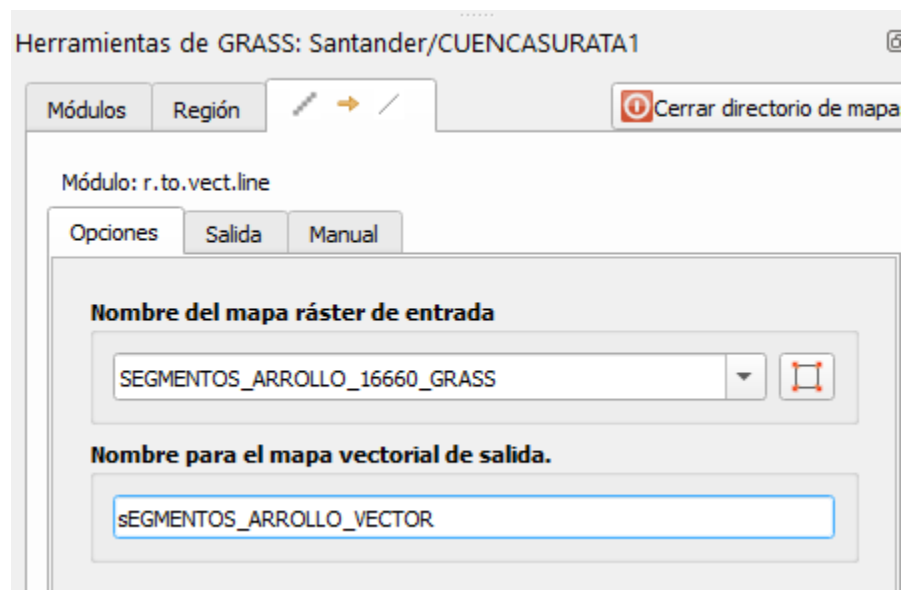 Herramientas de GRASS: Santander/CUENCASURATA1
Módulos Región Cerrar directorio de mapa
Módulo: r.to.vect.line
Opciones Salida Manual
Nombre del mapa ráster de entrada
SEGMENTOS_ARROLLO_16660_GRASS
Nombre para el mapa vectorial de salida.
sEGMENTOS_ARROLLO_VECTOR